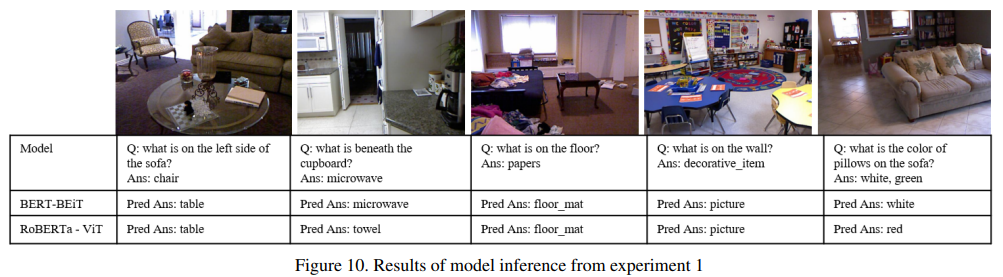 Model
Q: what is on the left side of
the sofa?
Ans: chair
Q: what is beneath the
cupboard?
Ans: microwave
Q: what is on the floor?
Ans: papers
Q: what is on the wall?
Ans: decorative_item
Q: what is the color of
pillows on the sofa?
Ans: white, green
BERT-BEiT
Pred Ans: table
Pred Ans: microwave
Pred Ans: floor_mat
Pred Ans: picture
Pred Ans: white
RoBERTa - ViT
Pred Ans: table
Pred Ans: towel
Pred Ans: floor_mat
Pred Ans: picture
Pred Ans: red
Figure 10. Results of model inference from experiment 1